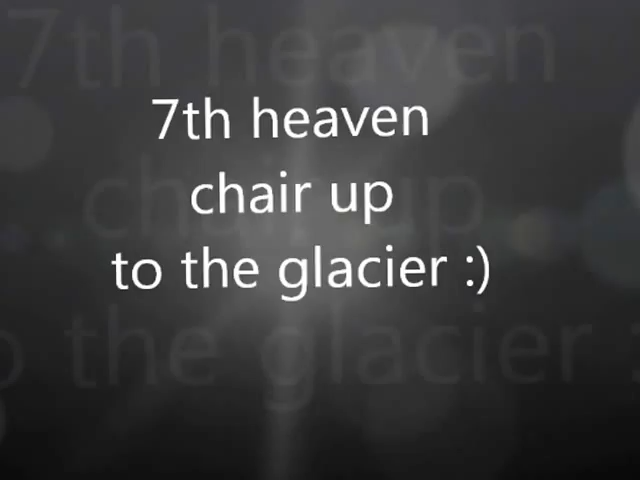 7th heaven
chair up
to the glacier :)